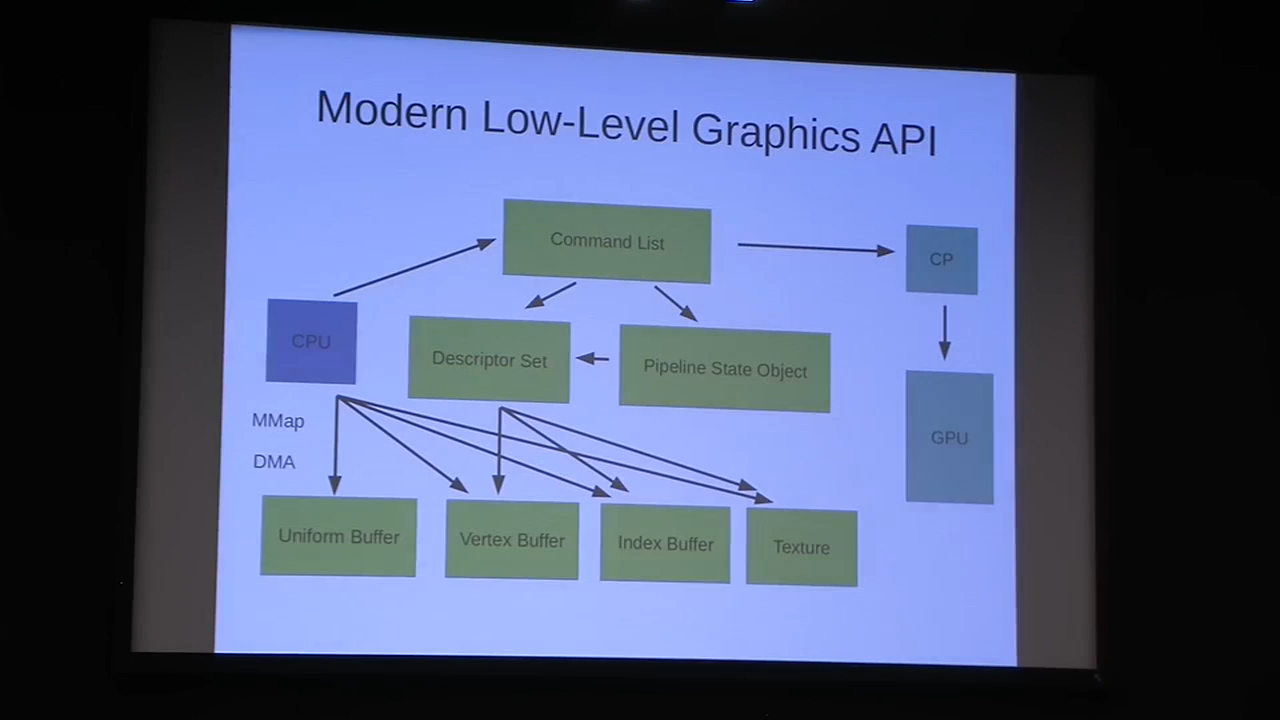 Modern Low-Level Graphics API
Command List
CP
CPU
Descriptor Set
Pipeline State Object
MMap
DMA
GPU
Uniform Buffer
Vertex Buffer
Index Buffer
Texture